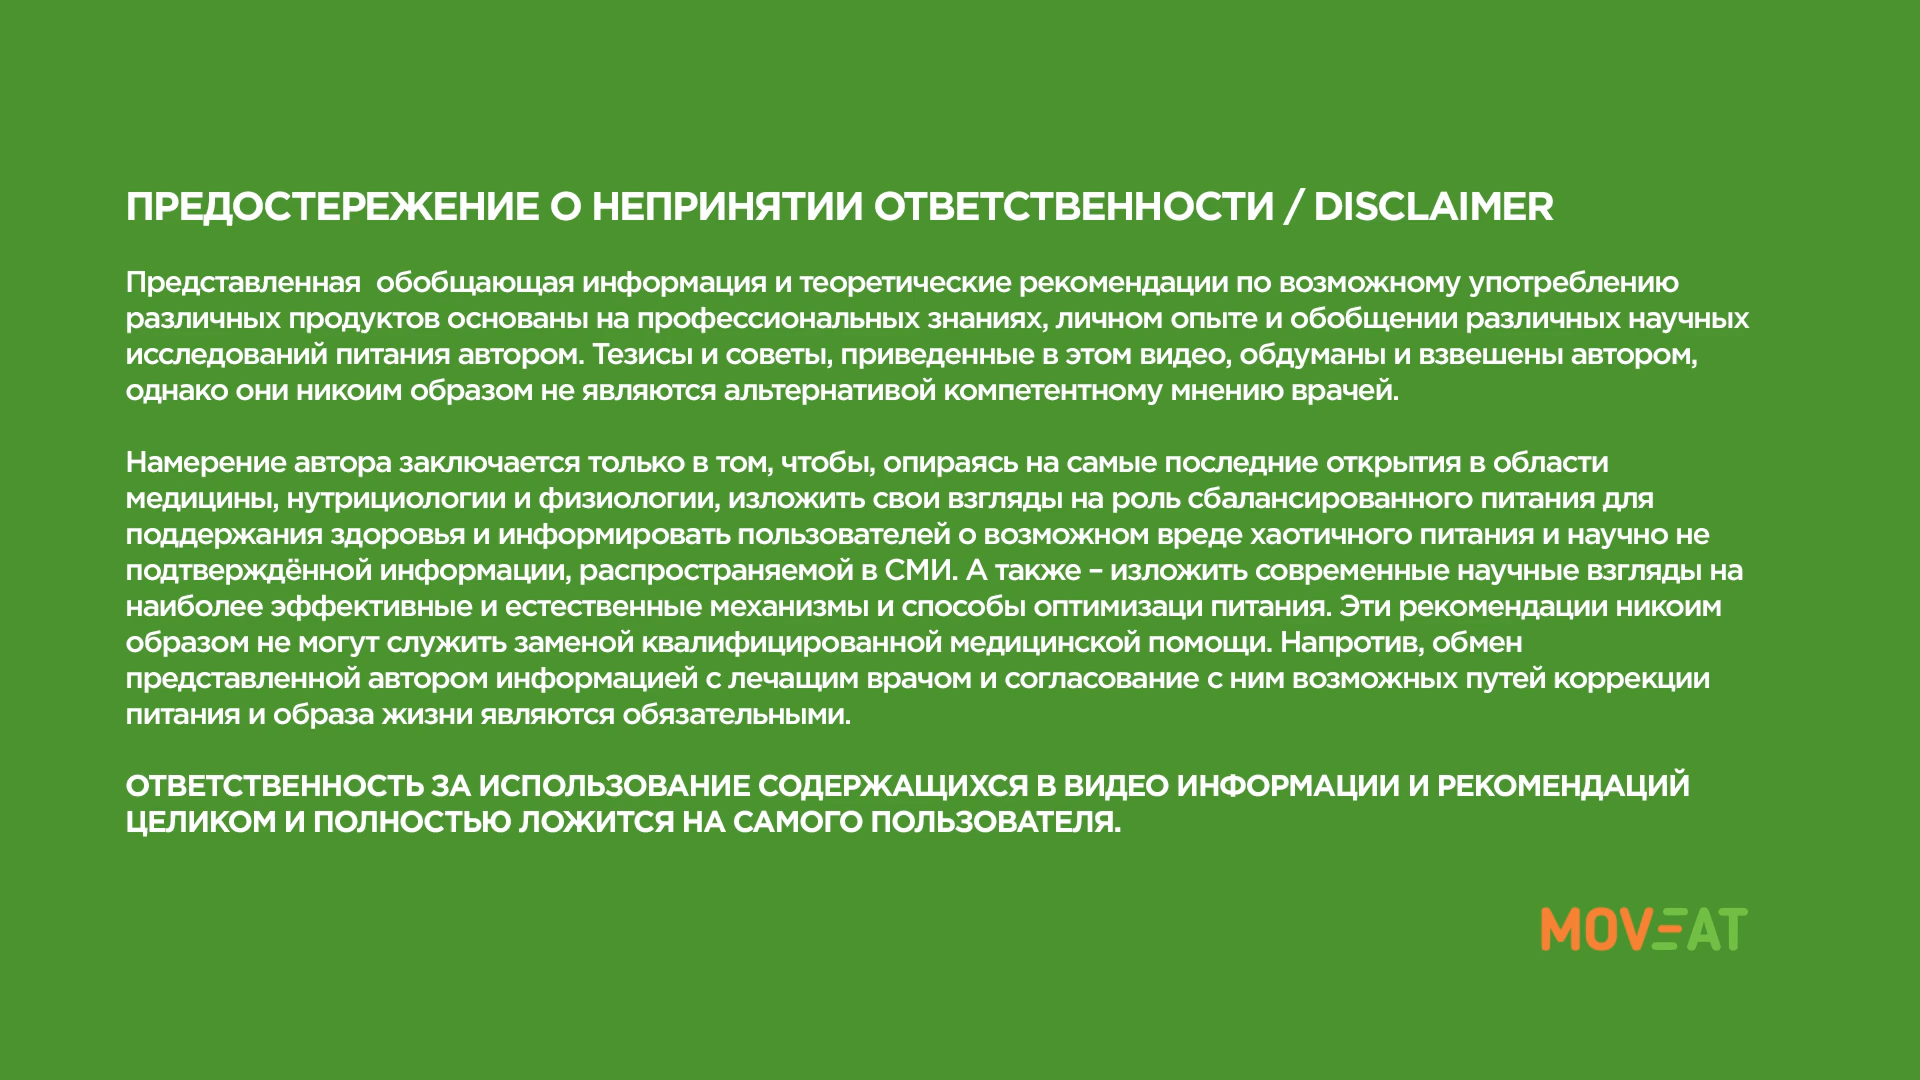 ПРЕДОСТЕРЕЖЕНИЕ О НЕПРИНЯТИИ ОТВЕТСТВЕННОСТИ / DISCLAIMER
Представленная  обобщающая информация и теоретические рекомендации по возможному употреблению
различных продуктов основаны на профессиональных знаниях, личном опыте и обобщении различных научных
исследований питания автором. Тезисы и советы, приведенные в этом видео, обдуманы и взвешены автором,
однако они никоим образом не являются альтернативой компетентному мнению врачей.
Намерение автора заключается только в том, чтобы, опираясь на самые последние открытия в области
медицины, нутрициологии и физиологии, изложить свои взгляды на роль сбалансированного питания для
поддержания здоровья и информировать пользователей о возможном вреде хаотичного питания и научно не
подтверждённой информации, распространяемой в СМИ. А также – изложить современные научные взгляды на
наиболее эффективные и естественные механизмы и способы оптимизаци питания. Эти рекомендации никоим
образом не могут служить заменой квалифицированной медицинской помощи. Напротив, обмен
представленной автором информацией с лечащим врачом и согласование с ним возможных путей коррекции
питания и образа жизни являются обязательными.
ОТВЕТСТВЕННОСТЬ ЗА ИСПОЛЬЗОВАНИЕ СОДЕРЖАЩИХСЯ В ВИДЕО ИНФОРМАЦИИ И РЕКОМЕНДАЦИЙ
ЦЕЛИКОМ И ПОЛНОСТЬЮ ЛОЖИТСЯ НА САМОГО ПОЛЬЗОВАТЕЛЯ.
MOVEAT